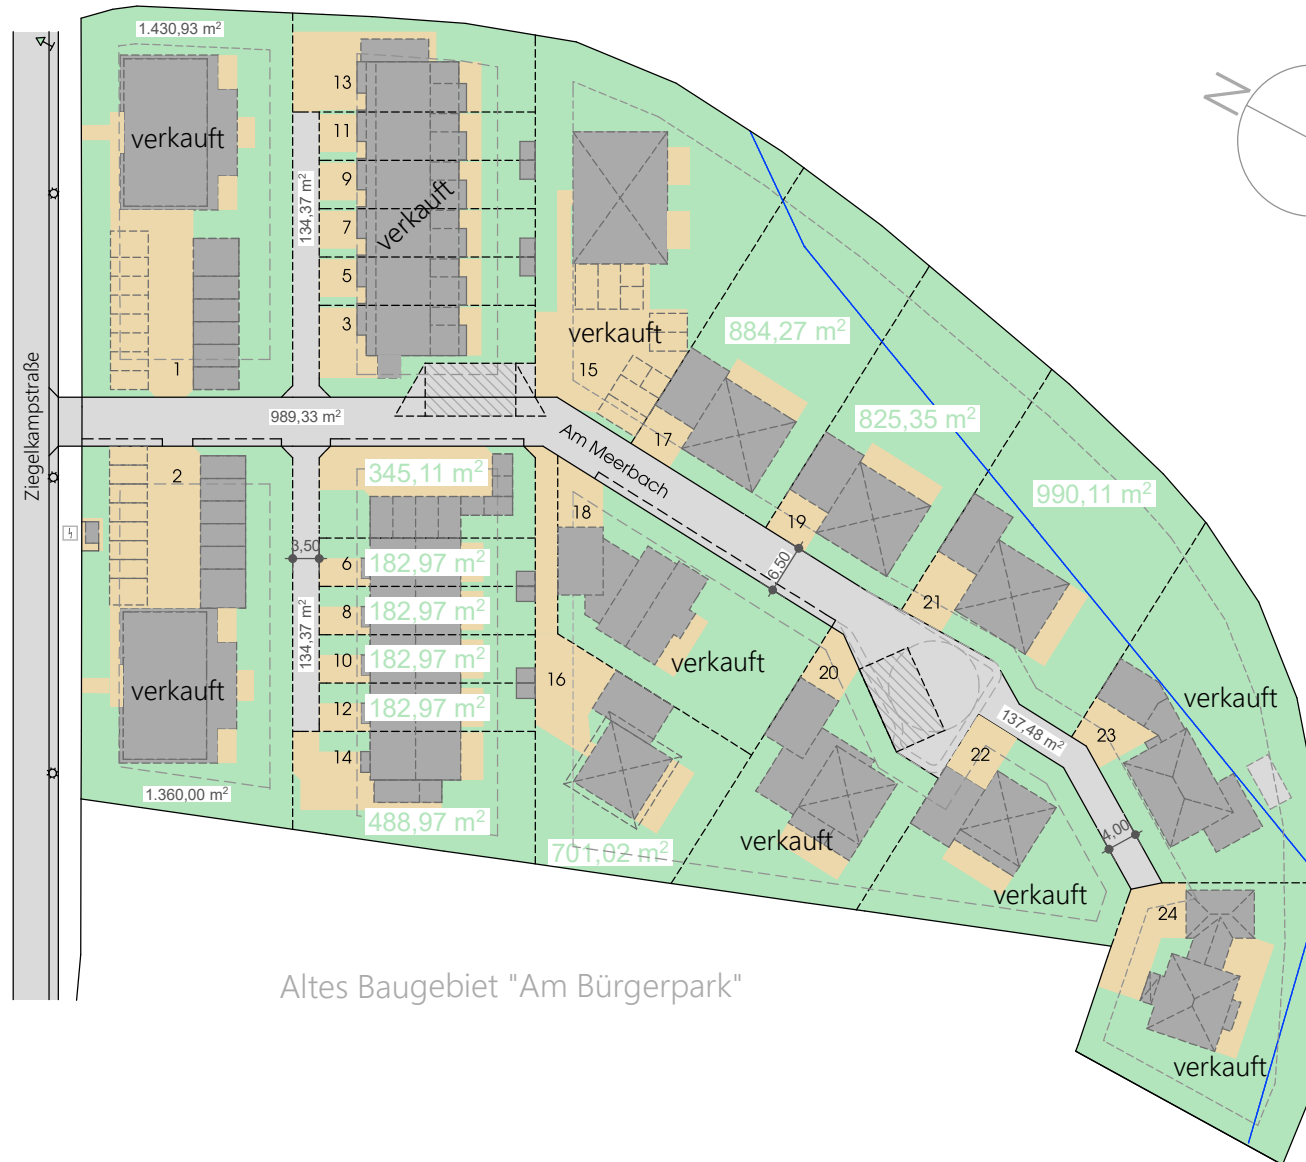 1.430,93 m²
N
13
verkauft
11
verkauft
9
134,37 m²
7
verkauft
5
3
884,27 m²
verkauft
1
15
Ziegelkampstraße
989,33 m²
825,35 m²
17
Am Meerbach
2
345,11 m²
990,11 m²
18
19
3,50
6
182,97 m²
6.50
8
182,97 m²
21
134,37 m²
10
182,97 m²
verkauft
20
verkauft
16
verkauft
12
182,97 m²
137,48 m²
23
14
22
1.360,00 m²
488,97 m²
4,00
verkauft
701,02 m²
verkauft
24
Altes Baugebiet "Am Bürgerpark"
verkauft